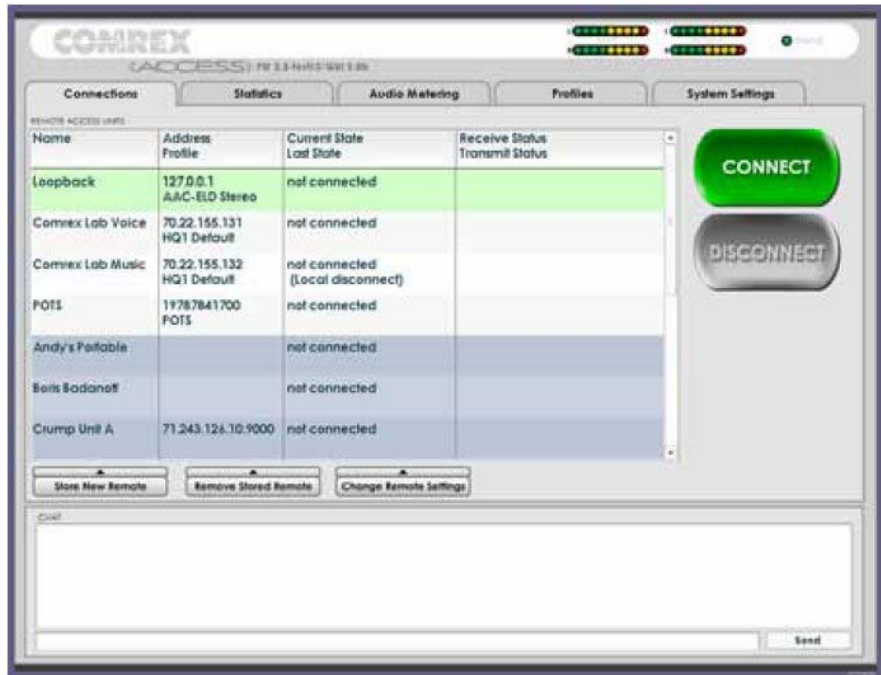 COMREX
ACCESS
Connections
Statistics
Audio Metering
Profiles
System Settings
REMOTE ACCESS UNITS
Name
Address
Profile
Current State
Last State
Receive Status
Transmit Status
Loopback
127.0.0.1
AAC-ELD Stereo
not connected
Comrex Lab Voice
70.22.155.131
HQ1 Default
not connected
Comrex Lab Music
70.22.155.132
HQ1 Default
not connected
(Local disconnect)
POTS
19787841700
POTS
not connected
Andy's Portable
not connected
Boris Badanoff
not connected
Crump Unit A
71.243.126.10:9000
not connected
CONNECT
DISCONNECT
Store New Remote
Remove Stored Remote
Change Remote Settings
CHAT
Send